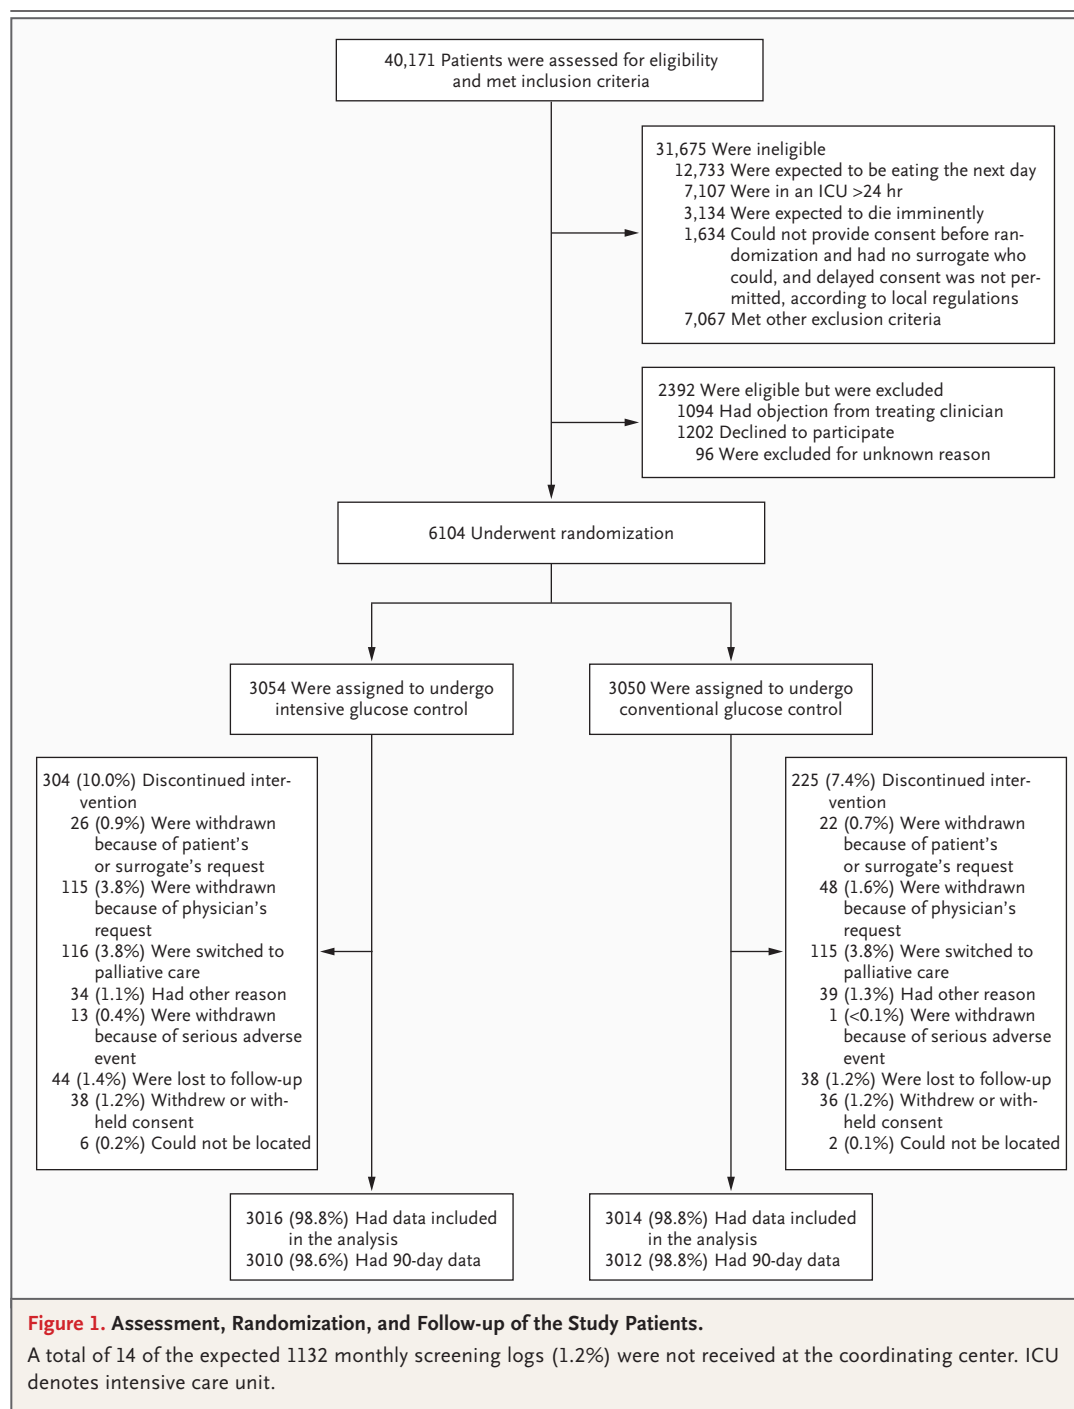 40,171 Patients were assessed for eligibility
and met inclusion criteria
31,675 Were ineligible
12,733 Were expected to be eating the next day
7,107 Were in an ICU >24 hr
3,134 Were expected to die imminently
1,634 Could not provide consent before ran-
domization and had no surrogate who
could, and delayed consent was not per-
mitted, according to local regulations
7,067 Met other exclusion criteria
2392 Were eligible but were excluded
1094 Had objection from treating clinician
1202 Declined to participate
96 Were excluded for unknown reason
6104 Underwent randomization
3054 Were assigned to undergo
intensive glucose control
3050 Were assigned to undergo
conventional glucose control
304 (10.0%) Discontinued inter-
vention
26 (0.9%) Were withdrawn
because of patient's
or surrogate's request
115 (3.8%) Were withdrawn
because of physician's
request
116 (3.8%) Were switched to
palliative care
34 (1.1%) Had other reason
13 (0.4%) Were withdrawn
because of serious adverse
event
44 (1.4%) Were lost to follow-up
38 (1.2%) Withdrew or with-
held consent
6 (0.2%) Could not be located
225 (7.4%) Discontinued inter-
vention
22 (0.7%) Were withdrawn
because of patient's
or surrogate's request
48 (1.6%) Were withdrawn
because of physician's
request
115 (3.8%) Were switched to
palliative care
39 (1.3%) Had other reason
1 (<0.1%) Were withdrawn
because of serious adverse
event
38 (1.2%) Were lost to follow-up
36 (1.2%) Withdrew or with-
held consent
2 (0.1%) Could not be located
3016 (98.8%) Had data included
in the analysis
3010 (98.6%) Had 90-day data
3014 (98.8%) Had data included
in the analysis
3012 (98.8%) Had 90-day data
Figure 1. Assessment, Randomization, and Follow-up of the Study Patients.
A total of 14 of the expected 1132 monthly screening logs (1.2%) were not received at the coordinating center. ICU
denotes intensive care unit.